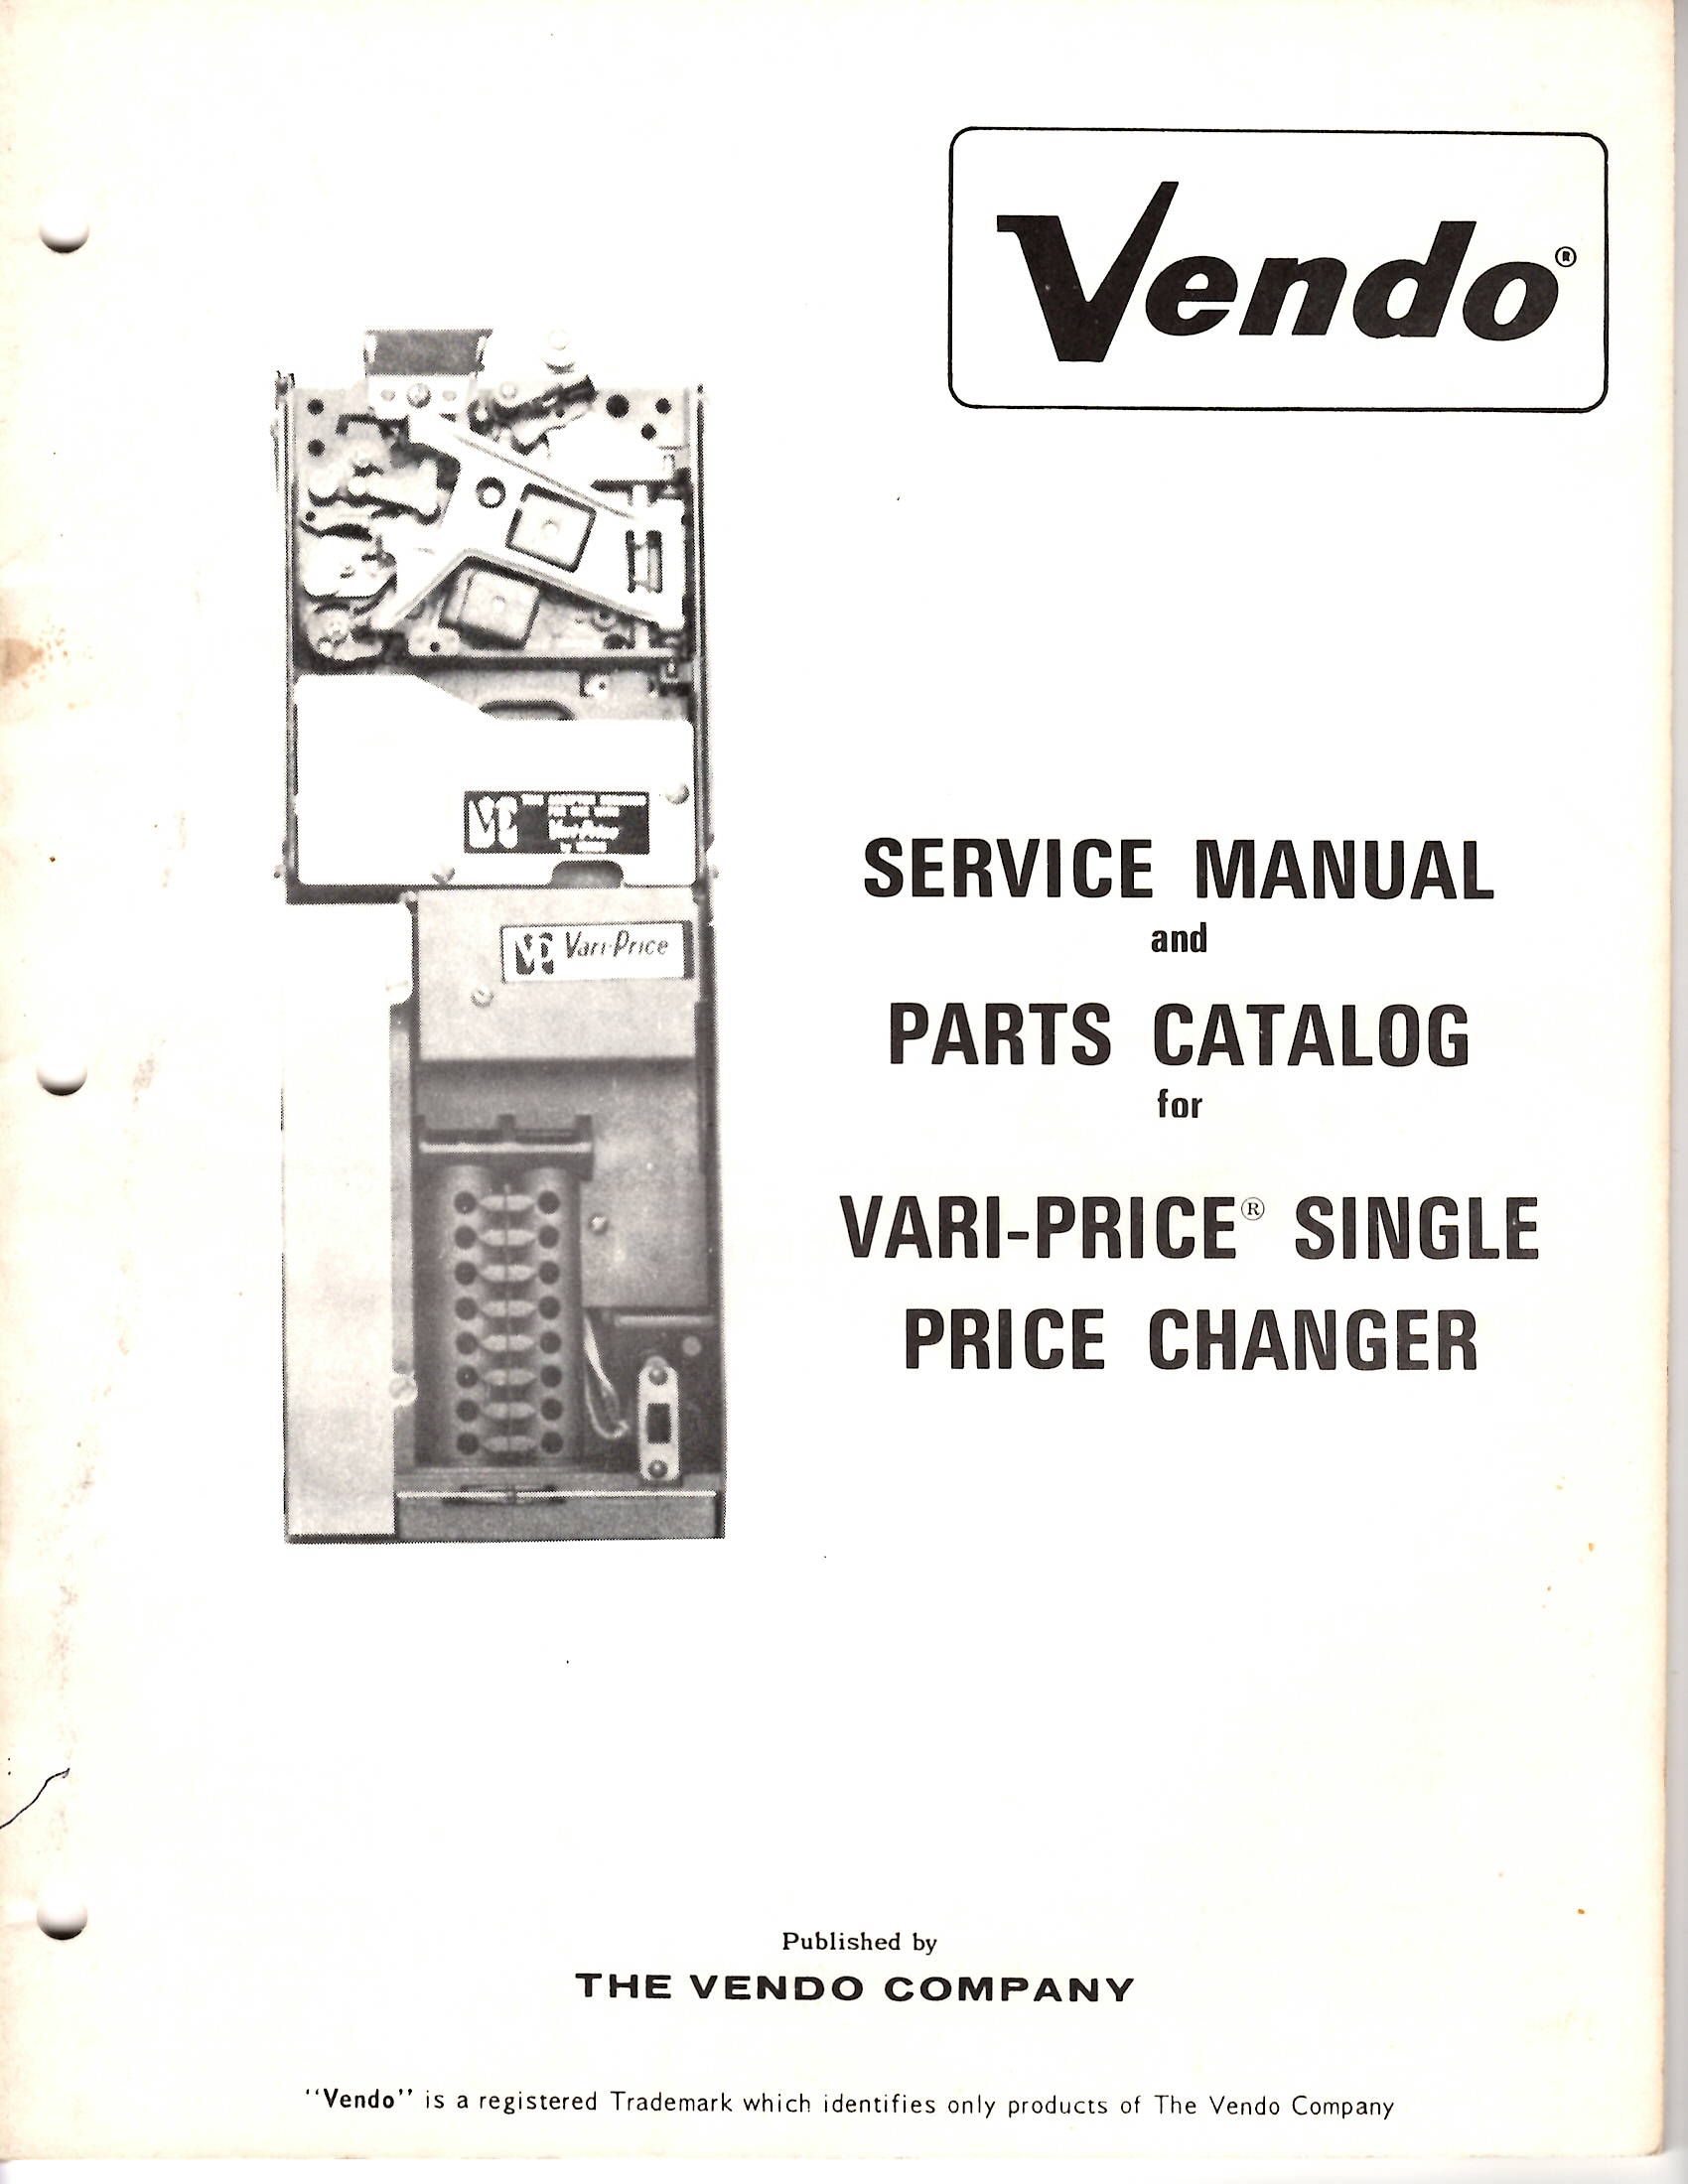 Vendo®
SERVICE MANUAL
and
PARTS CATALOG
for
VARI-PRICE® SINGLE
PRICE CHANGER
VP Vari-Price
Published by
THE VENDO COMPANY
"Vendo" is a registered Trademark which identifies only products of The Vendo Company